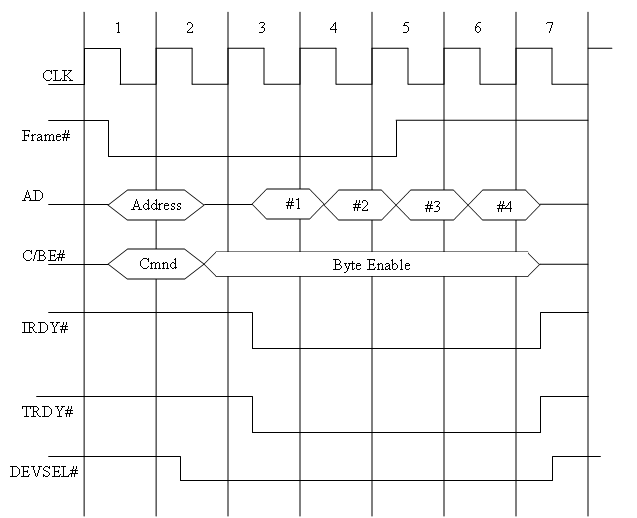 1 2 3 4 5 6 7
CLK
Frame#
AD Address #1 #2 #3 #4
C/BE# Cmnd Byte Enable
IRDY#
TRDY#
DEVSEL#